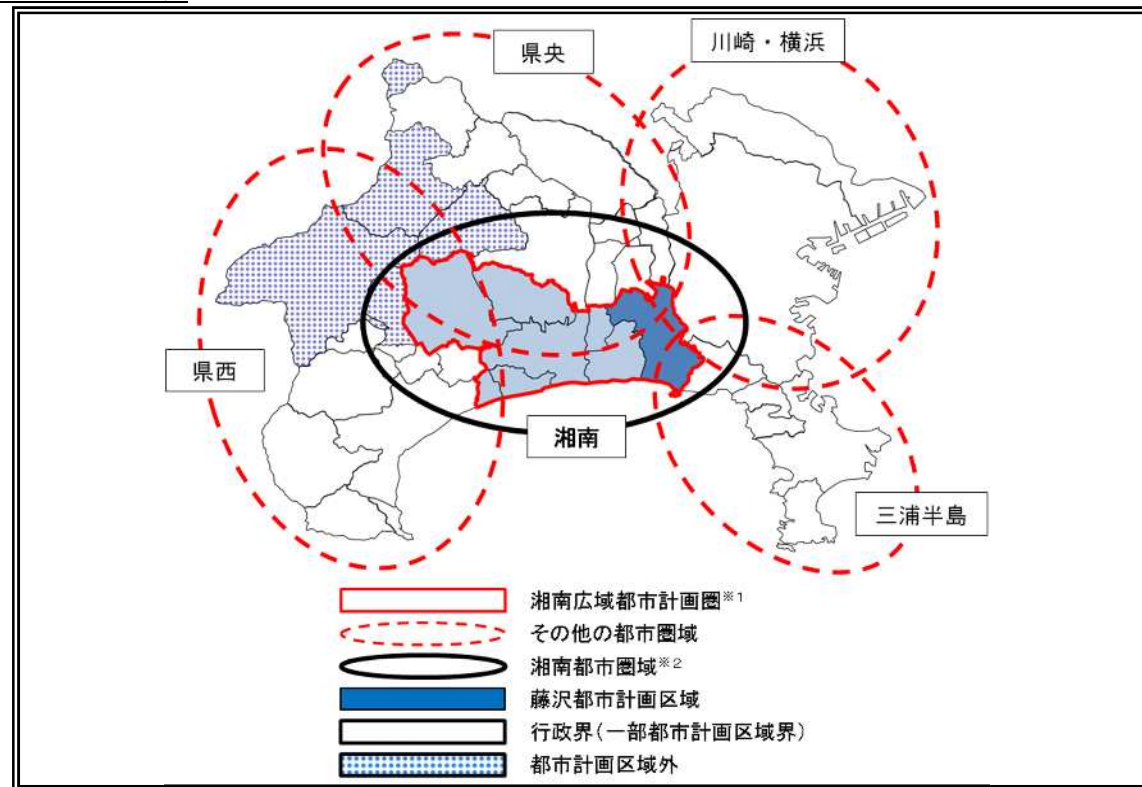 県央
川崎・横浜
県西
湘南
三浦半島
湘南広域都市計画圏※1
その他の都市圏域
湘南都市圏域※2
藤沢都市計画区域
行政界(一部都市計画区域界)
都市計画区域外